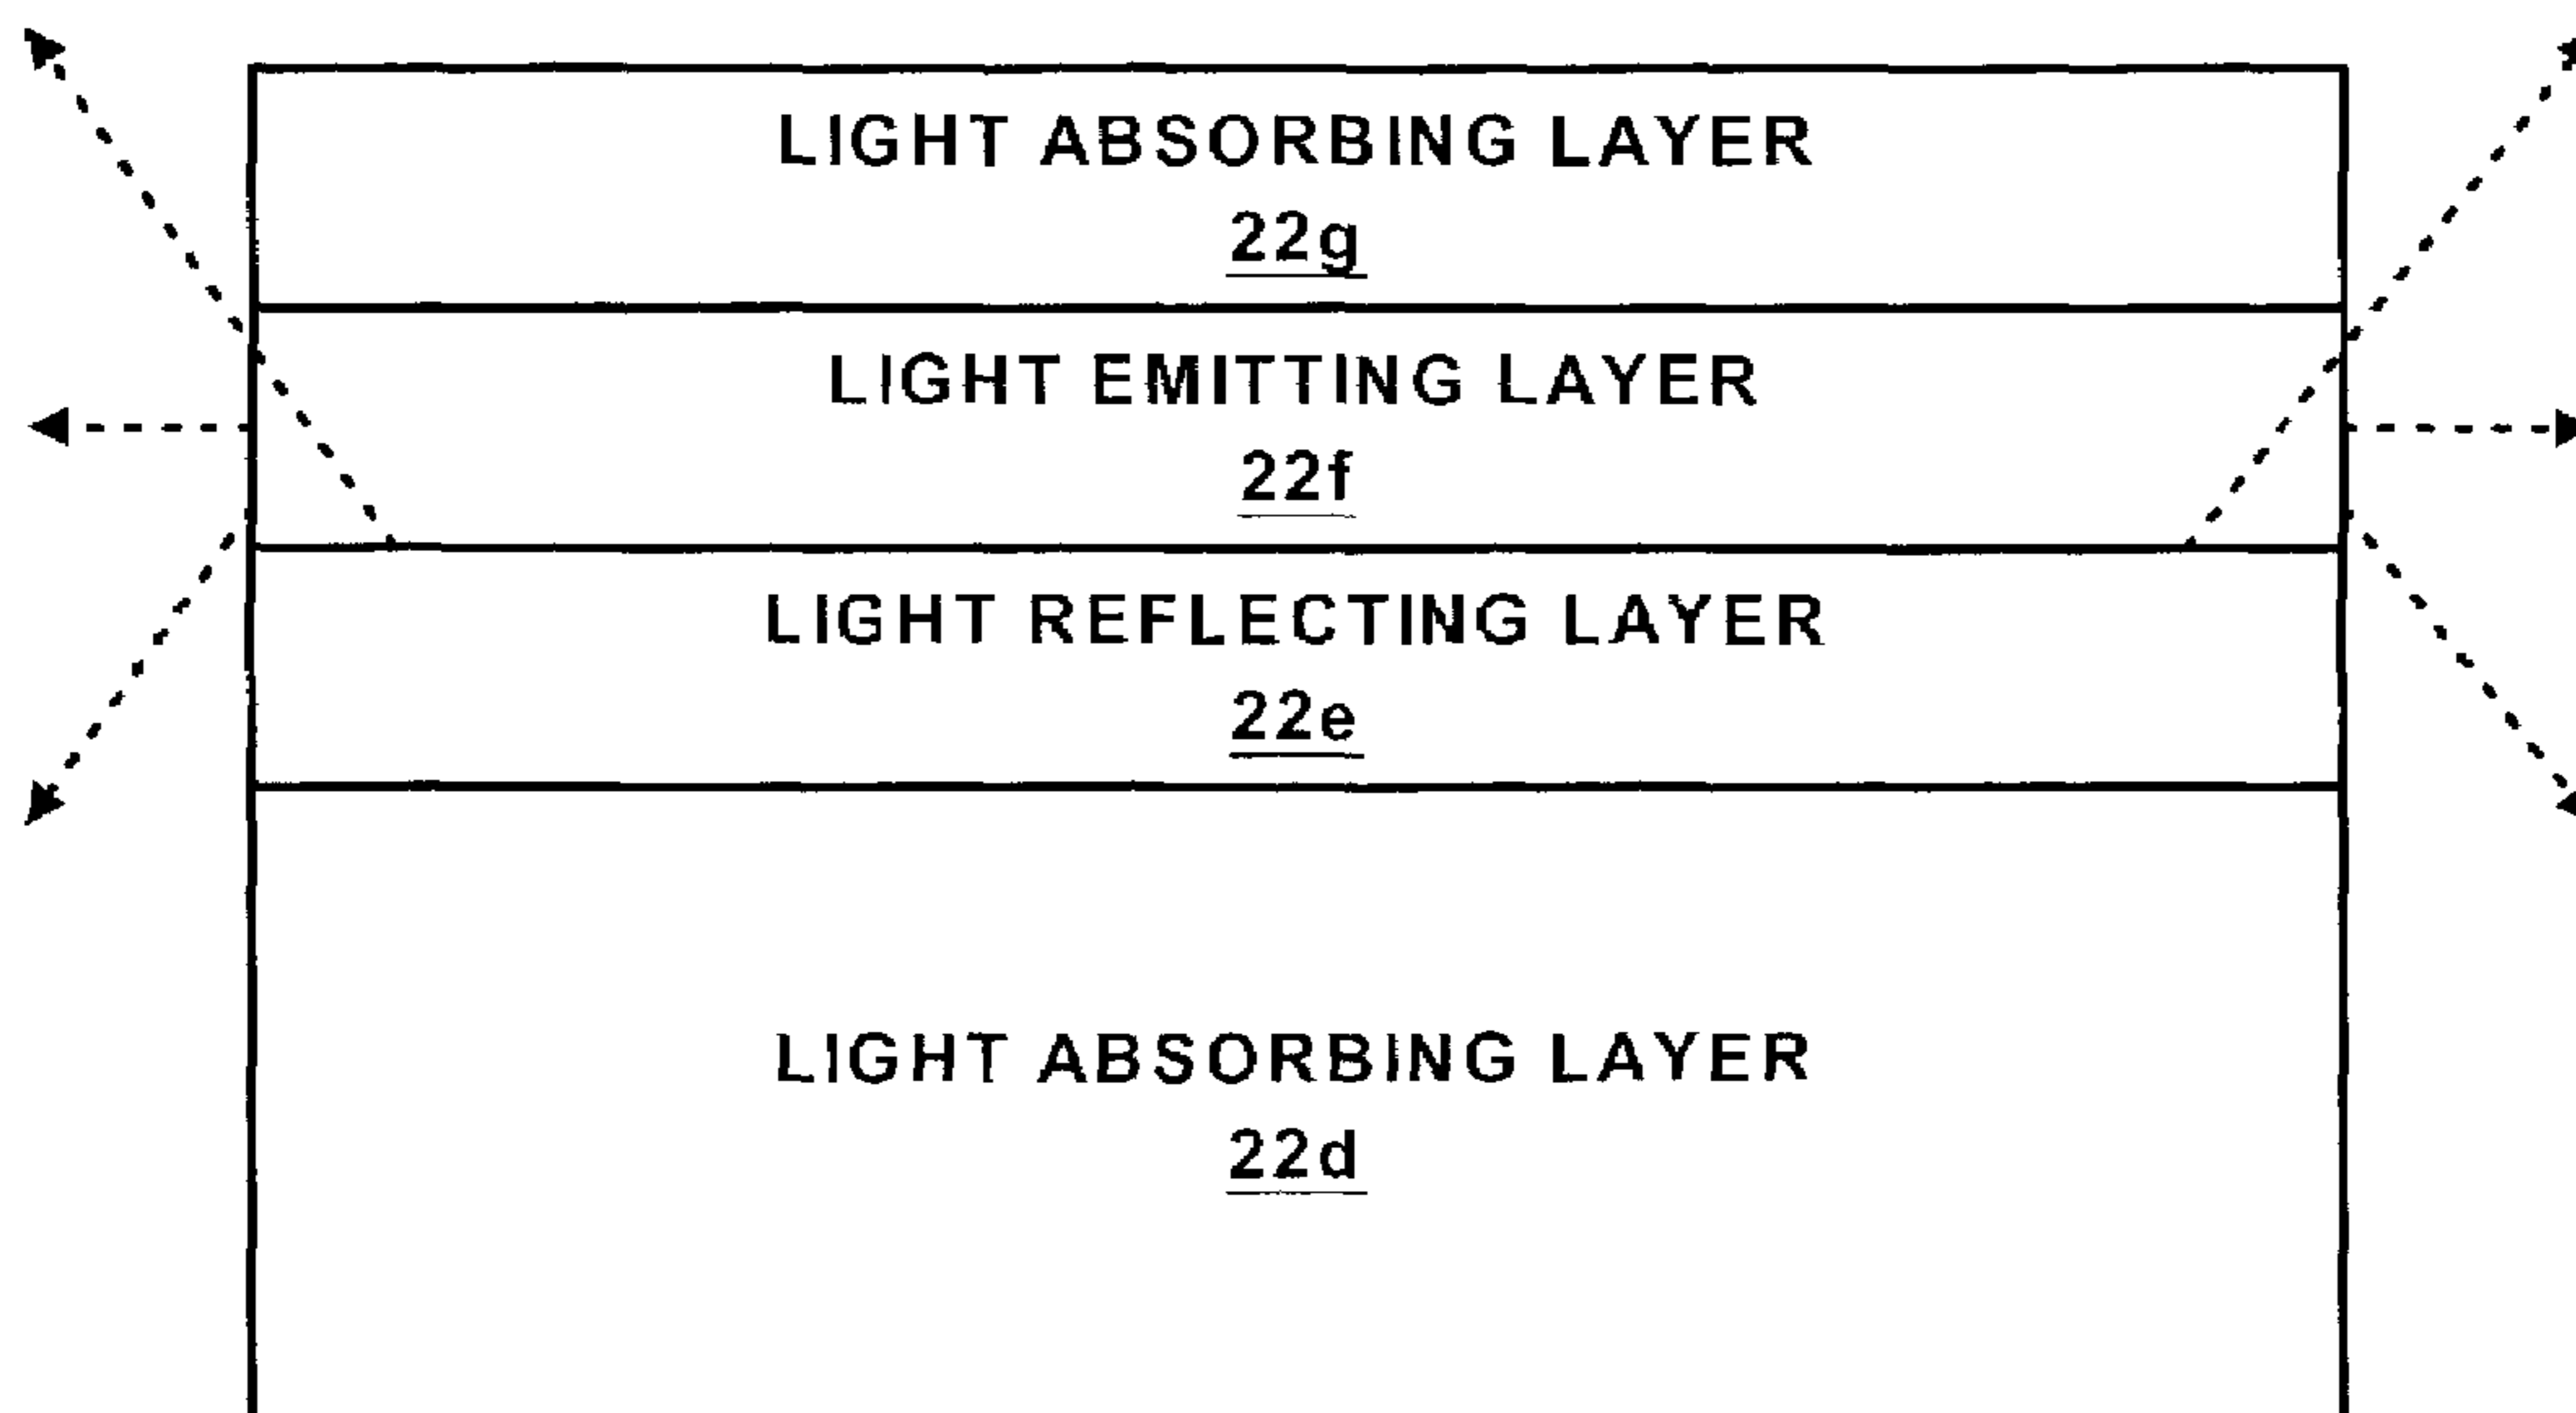 LIGHT ABSORBING LAYER
22g
LIGHT EMITTING LAYER
22f
LIGHT REFLECTING LAYER
22e
LIGHT ABSORBING LAYER
22d